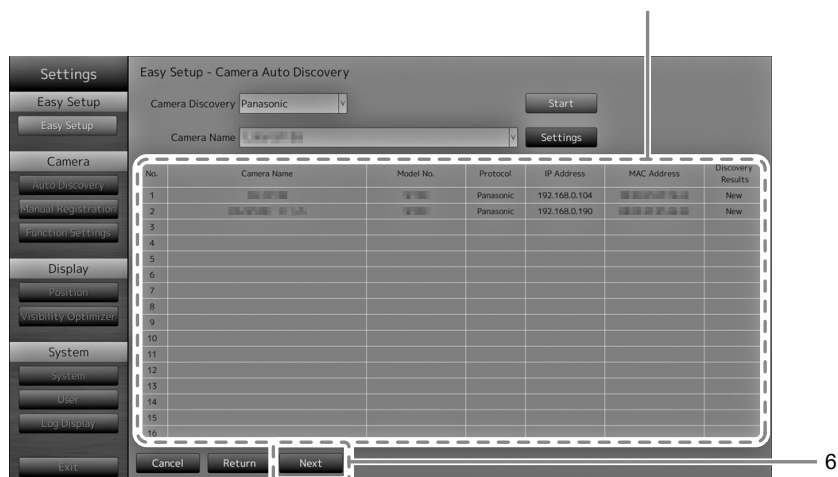 Settings
Easy Setup
Easy Setup
Camera
Auto Discovery
Manual Registration
Function Settings
Display
Position
Visibility Optimizer
System
System
User
Log Display
Exit
Easy Setup - Camera Auto Discovery
Camera Discovery Panasonic Start
Camera Name Settings
No. Camera Name Model No. Protocol IP Address MAC Address Discovery Results
1 Panasonic 192.168.0.104 New
2 Panasonic 192.168.0.190 New
3
4
5
6
7
8
9
10
11
12
13
14
15
16
Cancel Return Next
6